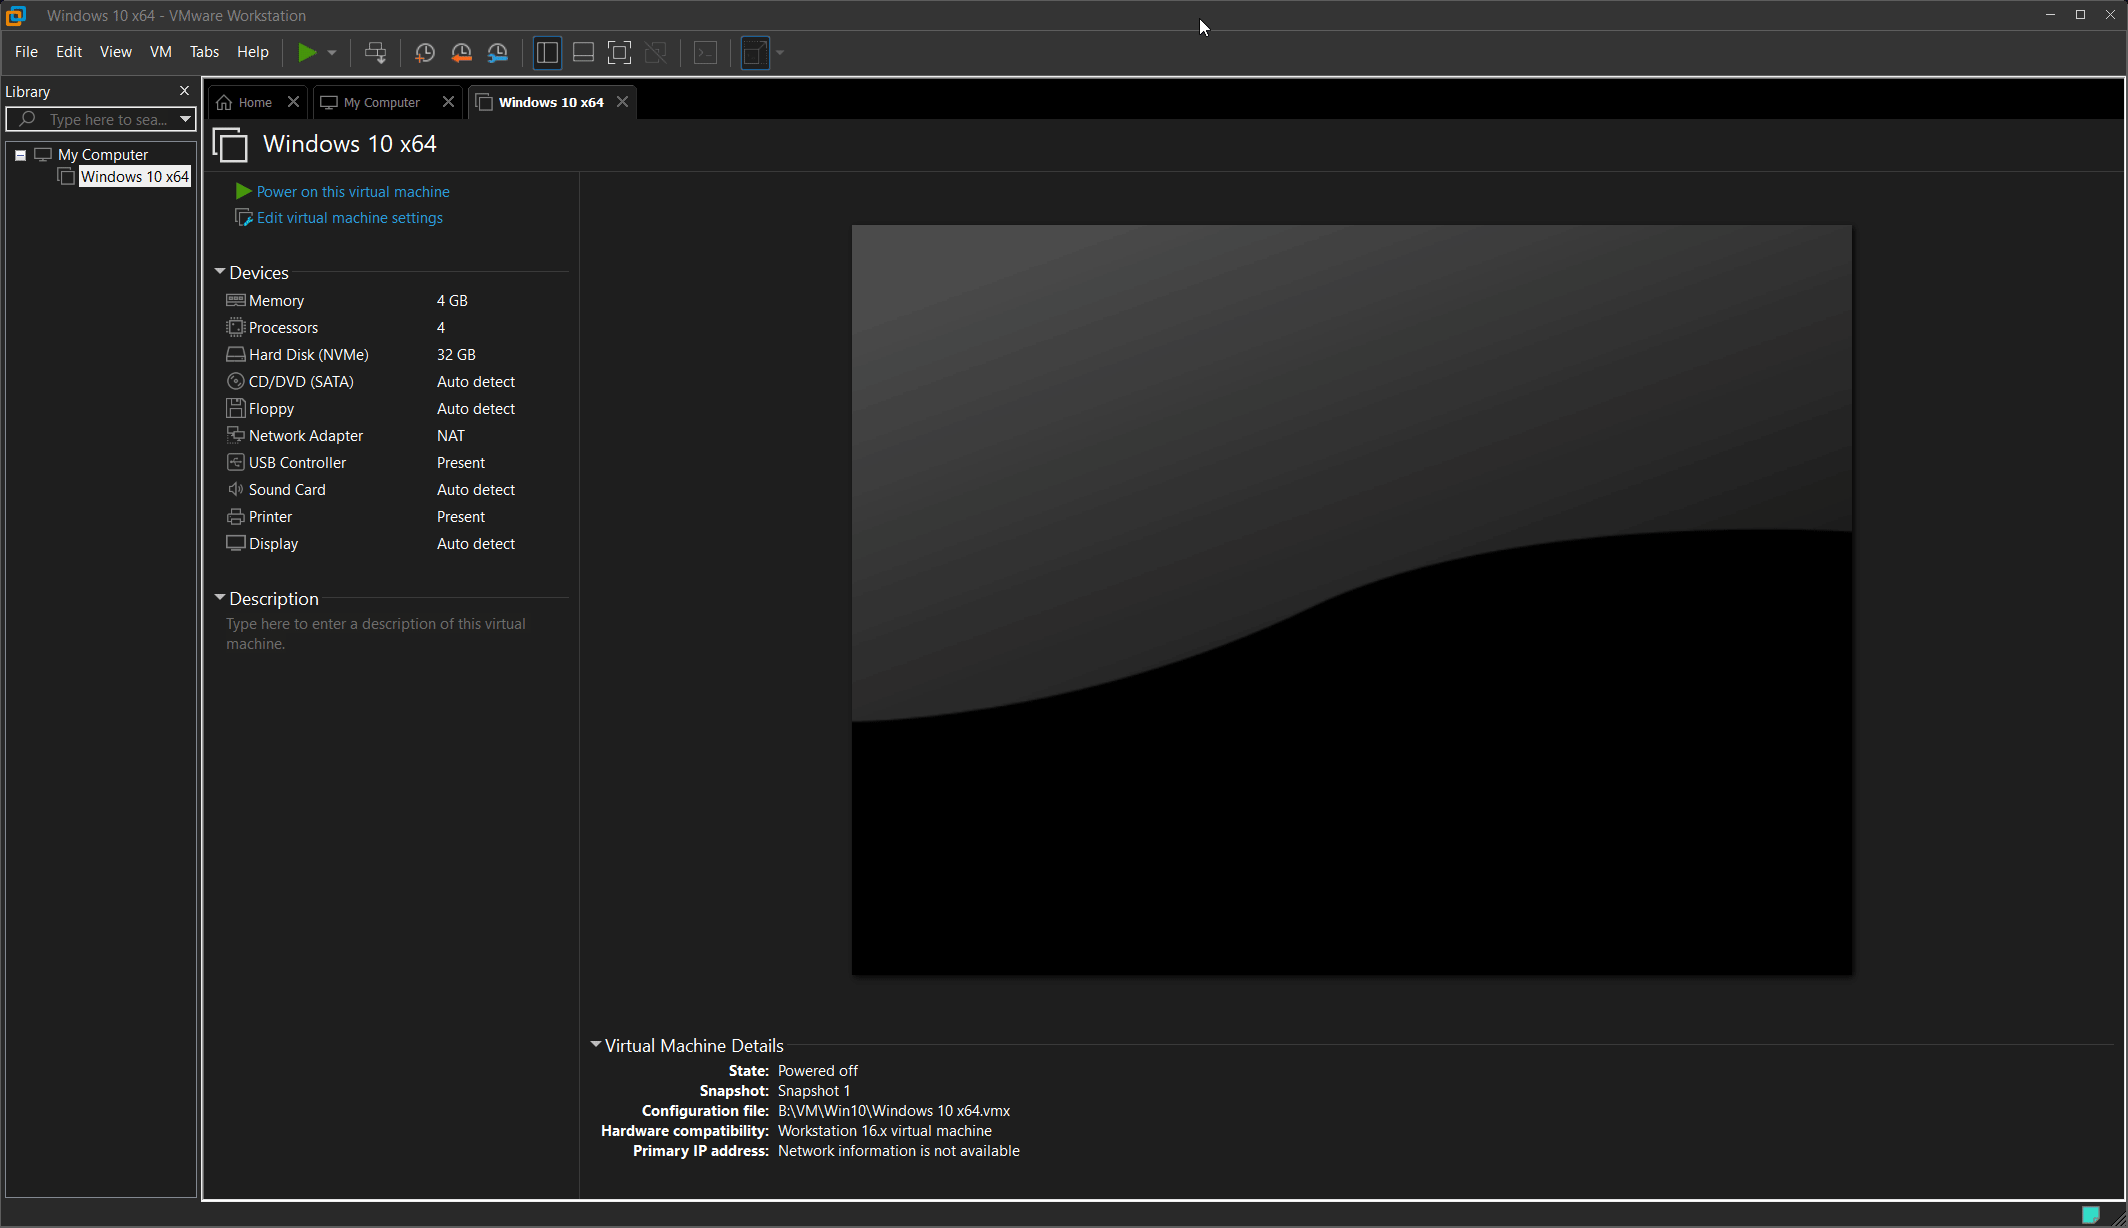 Windows 10 x64 - VMware Workstation
File Edit View VM Tabs Help
Library
Type here to sea...
My Computer
Windows 10 x64
Home
My Computer
Windows 10 x64
Windows 10 x64
Power on this virtual machine
Edit virtual machine settings
Devices
Memory 4 GB
Processors 4
Hard Disk (NVMe) 32 GB
CD/DVD (SATA) Auto detect
Floppy Auto detect
Network Adapter NAT
USB Controller Present
Sound Card Auto detect
Printer Present
Display Auto detect
Description
Type here to enter a description of this virtual
machine.
Virtual Machine Details
State: Powered off
Snapshot: Snapshot 1
Configuration file: B:\VM\Win10\Windows 10 x64.vmx
Hardware compatibility: Workstation 16.x virtual machine
Primary IP address: Network information is not available